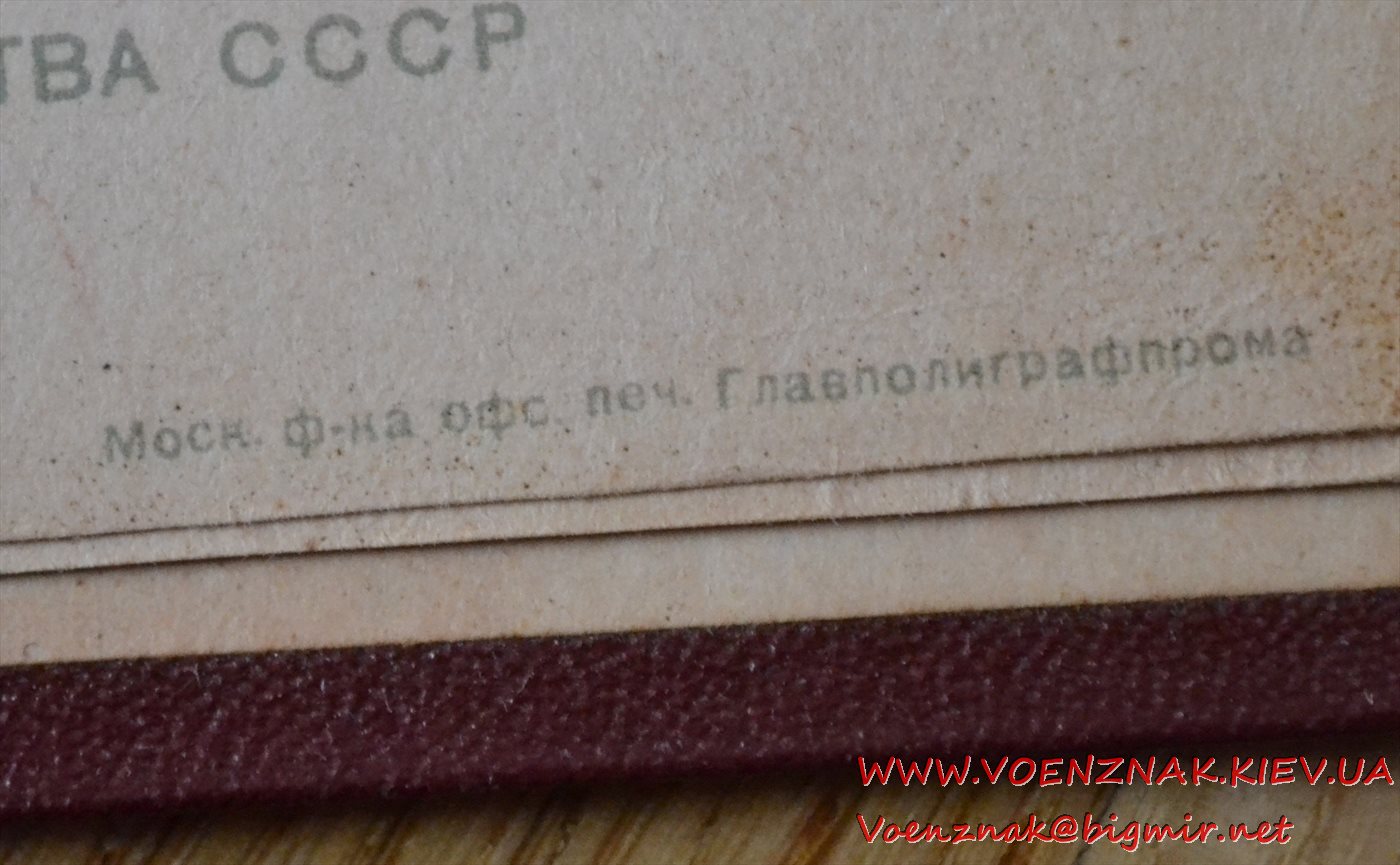 ТВА СССР
Моск. ф-ка офс. печ. Главполиграфпрома
WWW.VOENZNAK.KIEV.UA
Voenznak@bigmir.net